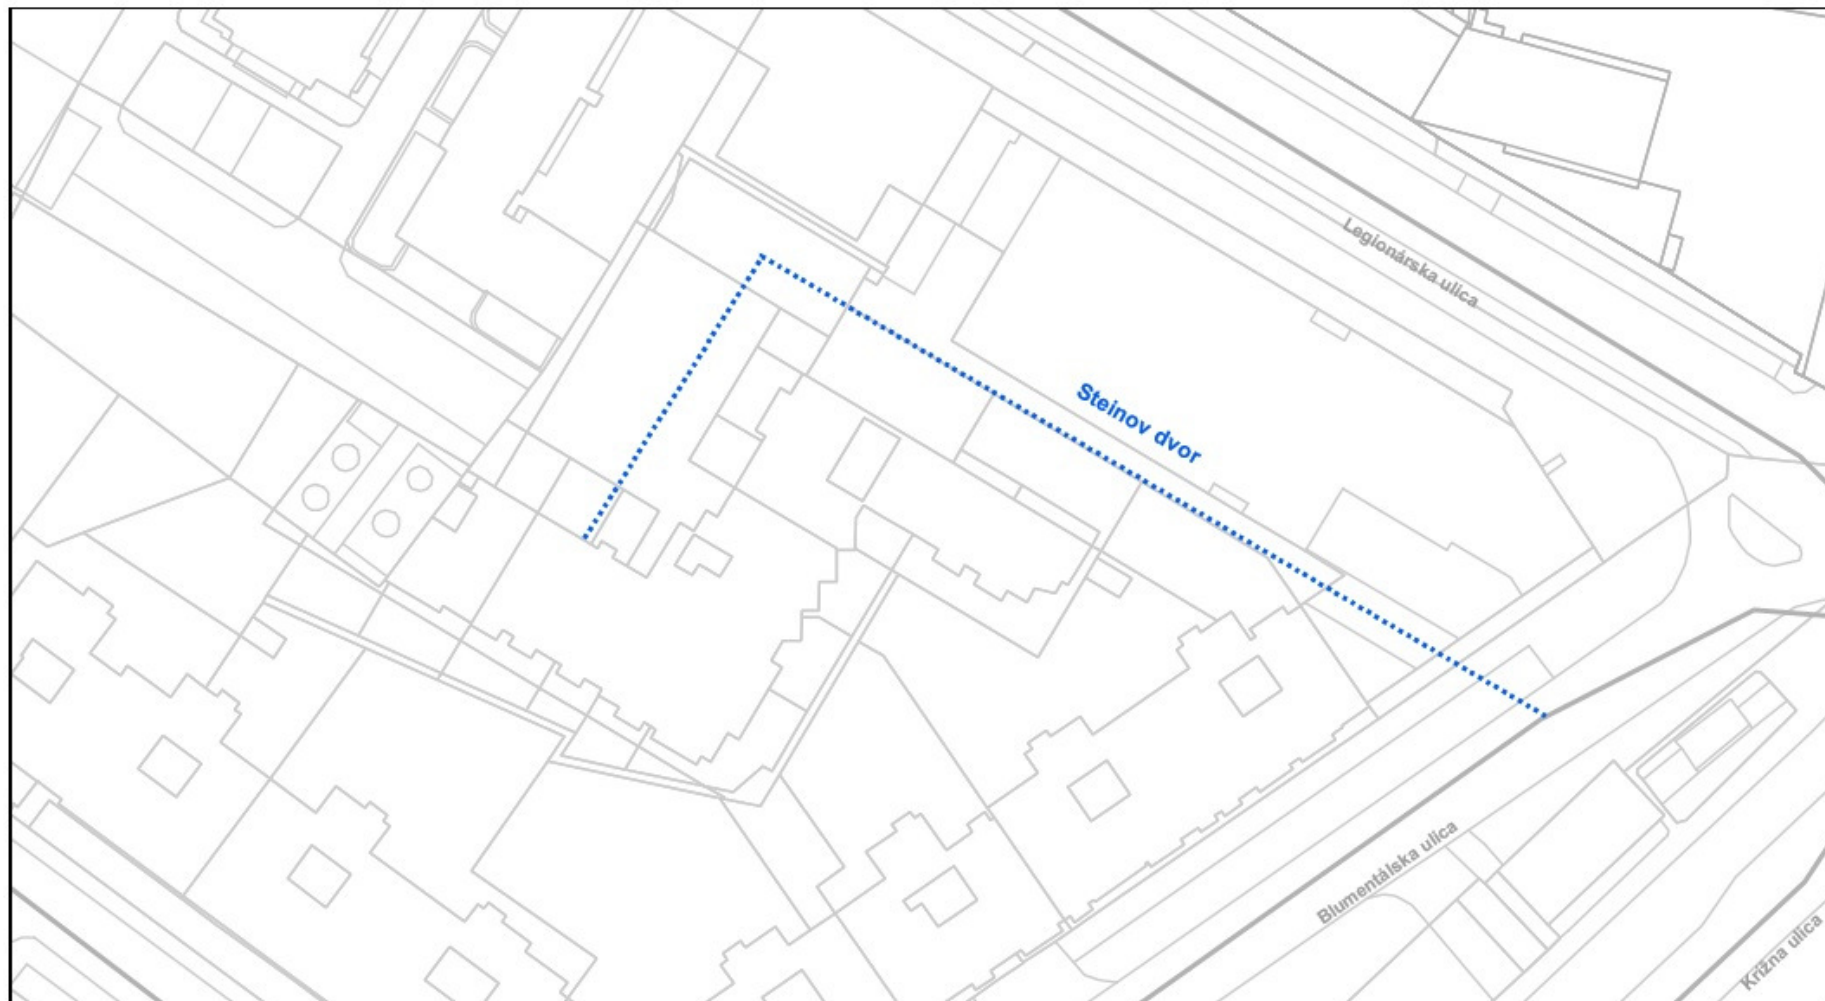 Legionárska ulica
Steinov dvor
Blumentálska ulica
Krížna ulica